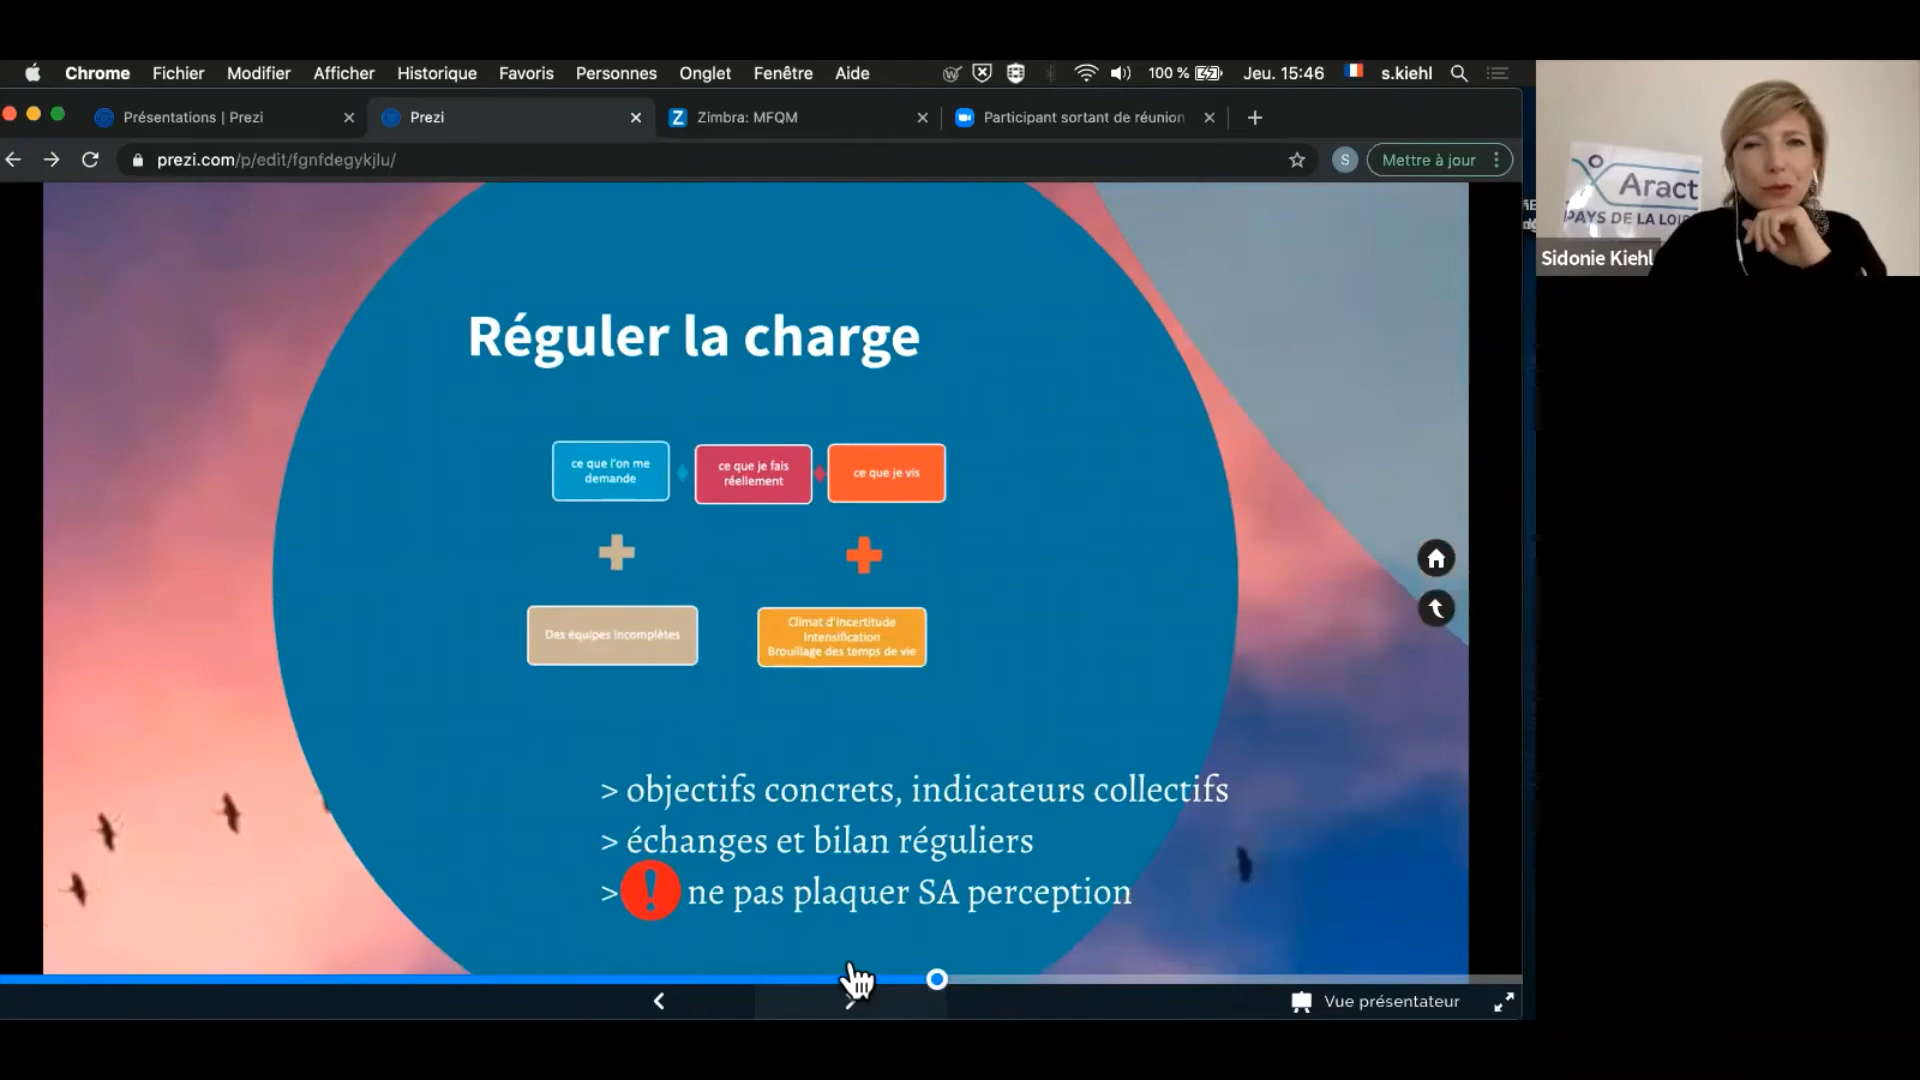 Chrome Fichier Modifier Afficher Historique Favoris Personnes Onglet Fenêtre Aide 100 % Jeu. 15:46 s.kiehl
Présentations | Prezi
Prezi
Zimbra: MFQM
Participant sortant de réunion
prezi.com/p/edit/fgnfdegykjlu/
S
Mettre à jour
Aract
PAYS DE LA LOIR
Sidonie Kiehl
Réguler la charge
ce que l'on me
demande
ce que je fais
réellement
ce que je vis
Des équipes incomplètes
Climat d'Incertitude
Intensification
Brouillage des temps de vie
> objectifs concrets, indicateurs collectifs
> échanges et bilan réguliers
> ! ne pas plaquer SA perception
Vue présentateur